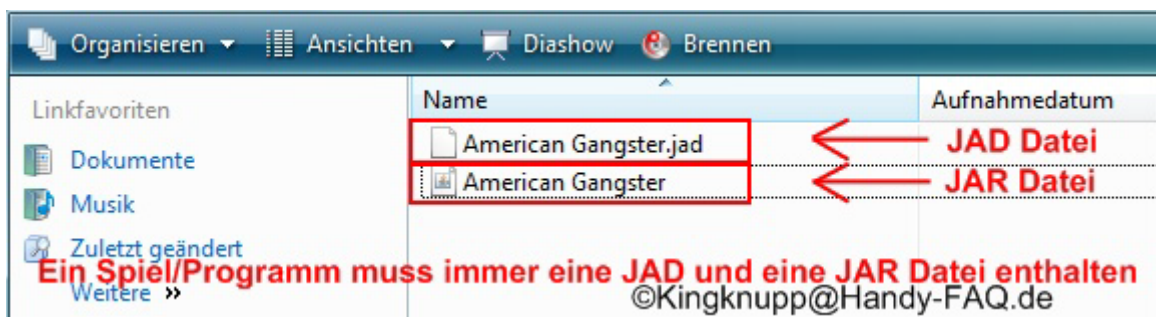 Organisieren Ansichten Diashow Brennen
Linkfavoriten
Dokumente
Musik
Zuletzt geändert
Weitere »
Name Aufnahmedatum
American Gangster.jad JAD Datei
American Gangster JAR Datei
Ein Spiel/Programm muss immer eine JAD und eine JAR Datei enthalten
©Kingknupp@Handy-FAQ.de